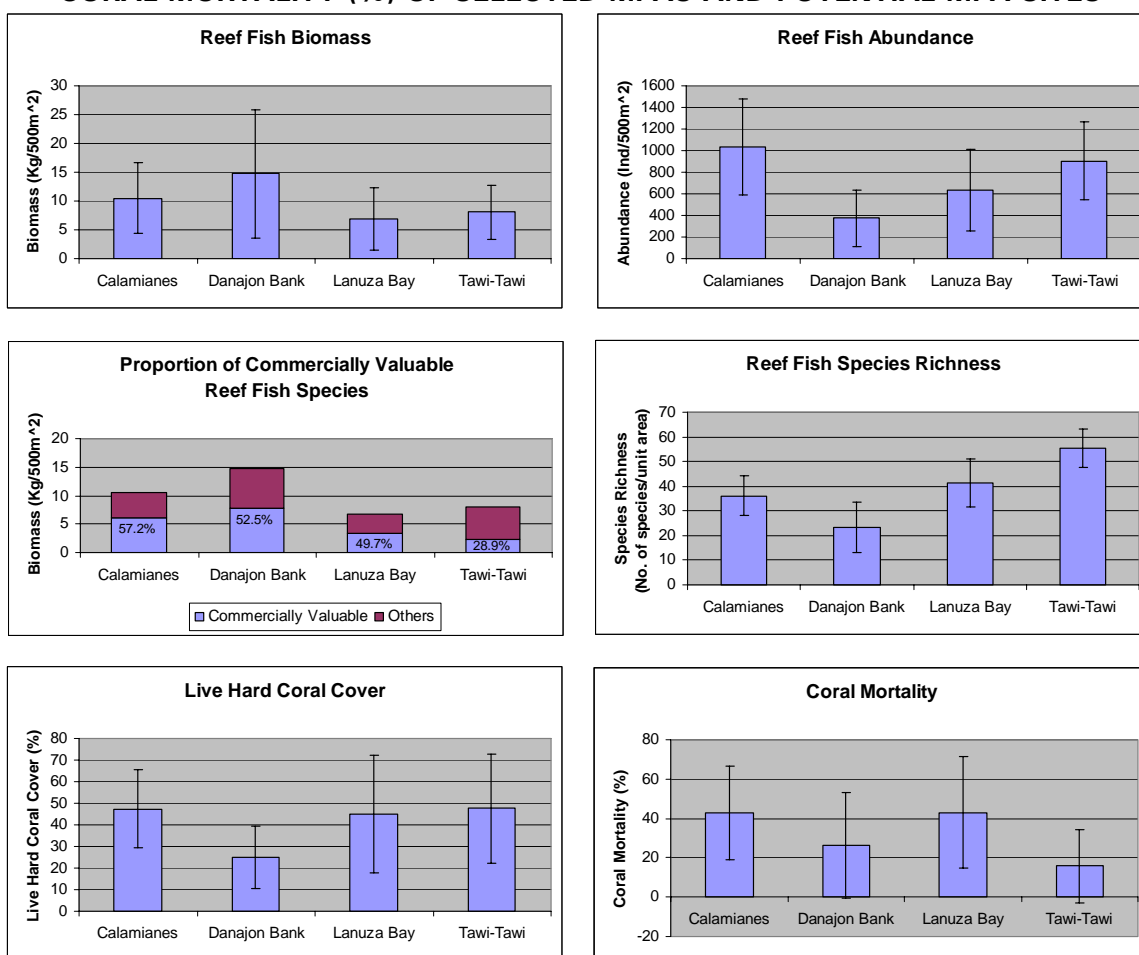 CORAL MORTALITY (%) OF SELECTED MPAS AND POTENTIAL MPA SITES
Reef Fish Biomass
Biomass (Kg/500m^2)
30
25
20
15
10
5
0
Calamianes Danajon Bank Lanuza Bay Tawi-Tawi
Reef Fish Abundance
Abundance (Ind/500m^2)
1600
1400
1200
1000
800
600
400
200
0
Calamianes Danajon Bank Lanuza Bay Tawi-Tawi
Proportion of Commercially Valuable
Reef Fish Species
Biomass (Kg/500m^2)
20
15
10
5
0
57.2% 52.5% 49.7% 28.9%
Calamianes Danajon Bank Lanuza Bay Tawi-Tawi
Commercially Valuable Others
Reef Fish Species Richness
Species Richness
(No. of species/unit area)
70
60
50
40
30
20
10
0
Calamianes Danajon Bank Lanuza Bay Tawi-Tawi
Live Hard Coral Cover
Live Hard Coral Cover (%)
80
70
60
50
40
30
20
10
0
Calamianes Danajon Bank Lanuza Bay Tawi-Tawi
Coral Mortality
Coral Mortality (%)
80
60
40
20
0
-20
Calamianes Danajon Bank Lanuza Bay Tawi-Tawi